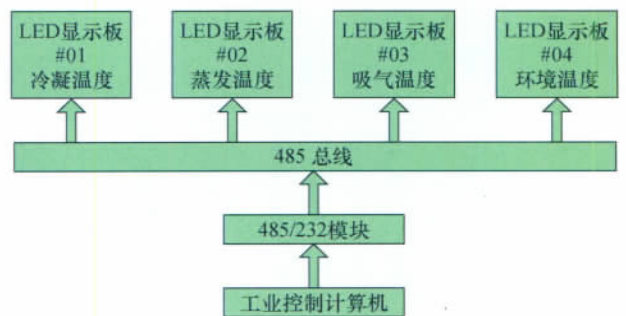 LED显示板
#01
冷凝温度
LED显示板
#02
蒸发温度
LED显示板
#03
吸气温度
LED显示板
#04
环境温度
485 总线
485/232模块
工业控制计算机